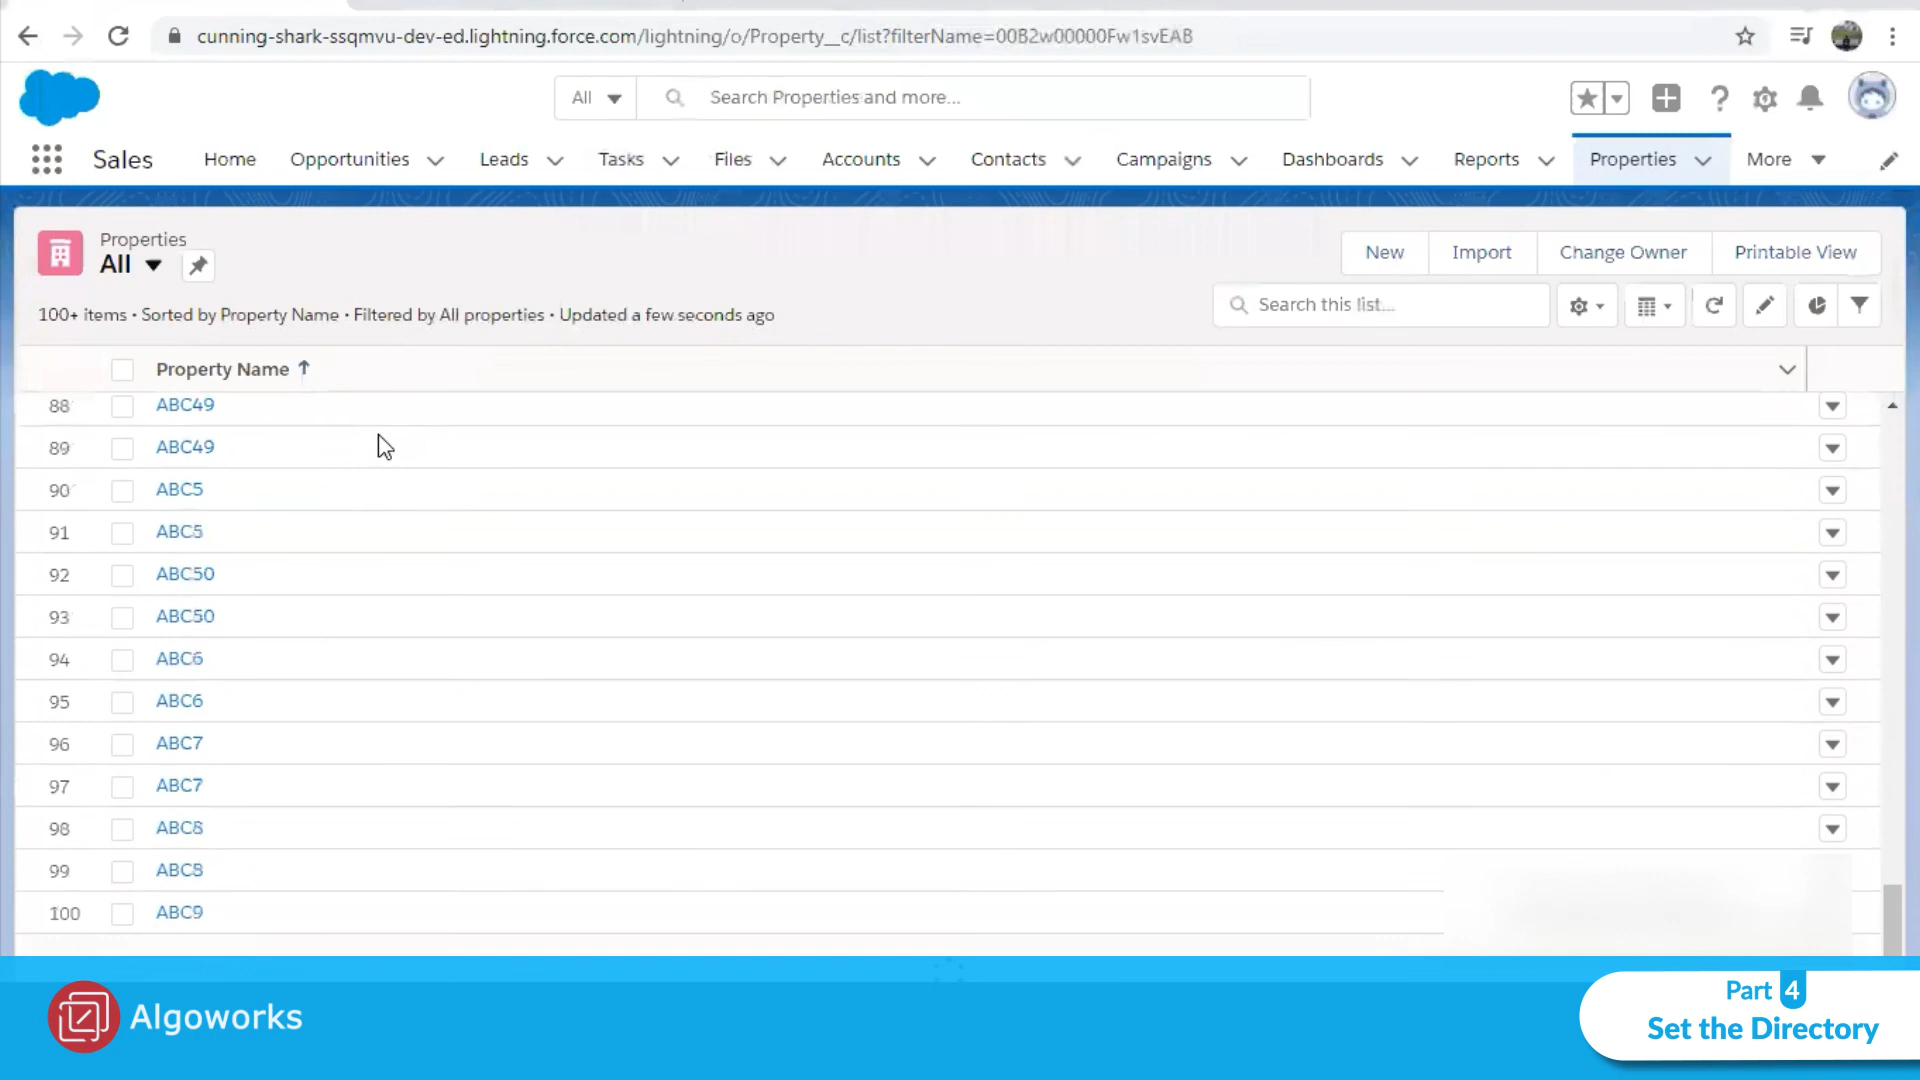 cunning-shark-ssqmvu-dev-ed.lightning.force.com/lightning/o/Property__c/list?filterName=00B2w00000Fw1svEAB
All
Search Properties and more...
Sales Home Opportunities Leads Tasks Files Accounts Contacts Campaigns Dashboards Reports Properties More
Properties
All
New Import Change Owner Printable View
100+ items • Sorted by Property Name • Filtered by All properties • Updated a few seconds ago
Search this list...
Property Name
88 ABC49
89 ABC49
90 ABC5
91 ABC5
92 ABC50
93 ABC50
94 ABC6
95 ABC6
96 ABC7
97 ABC7
98 ABC8
99 ABC8
100 ABC9
Algoworks
Part 4
Set the Directory